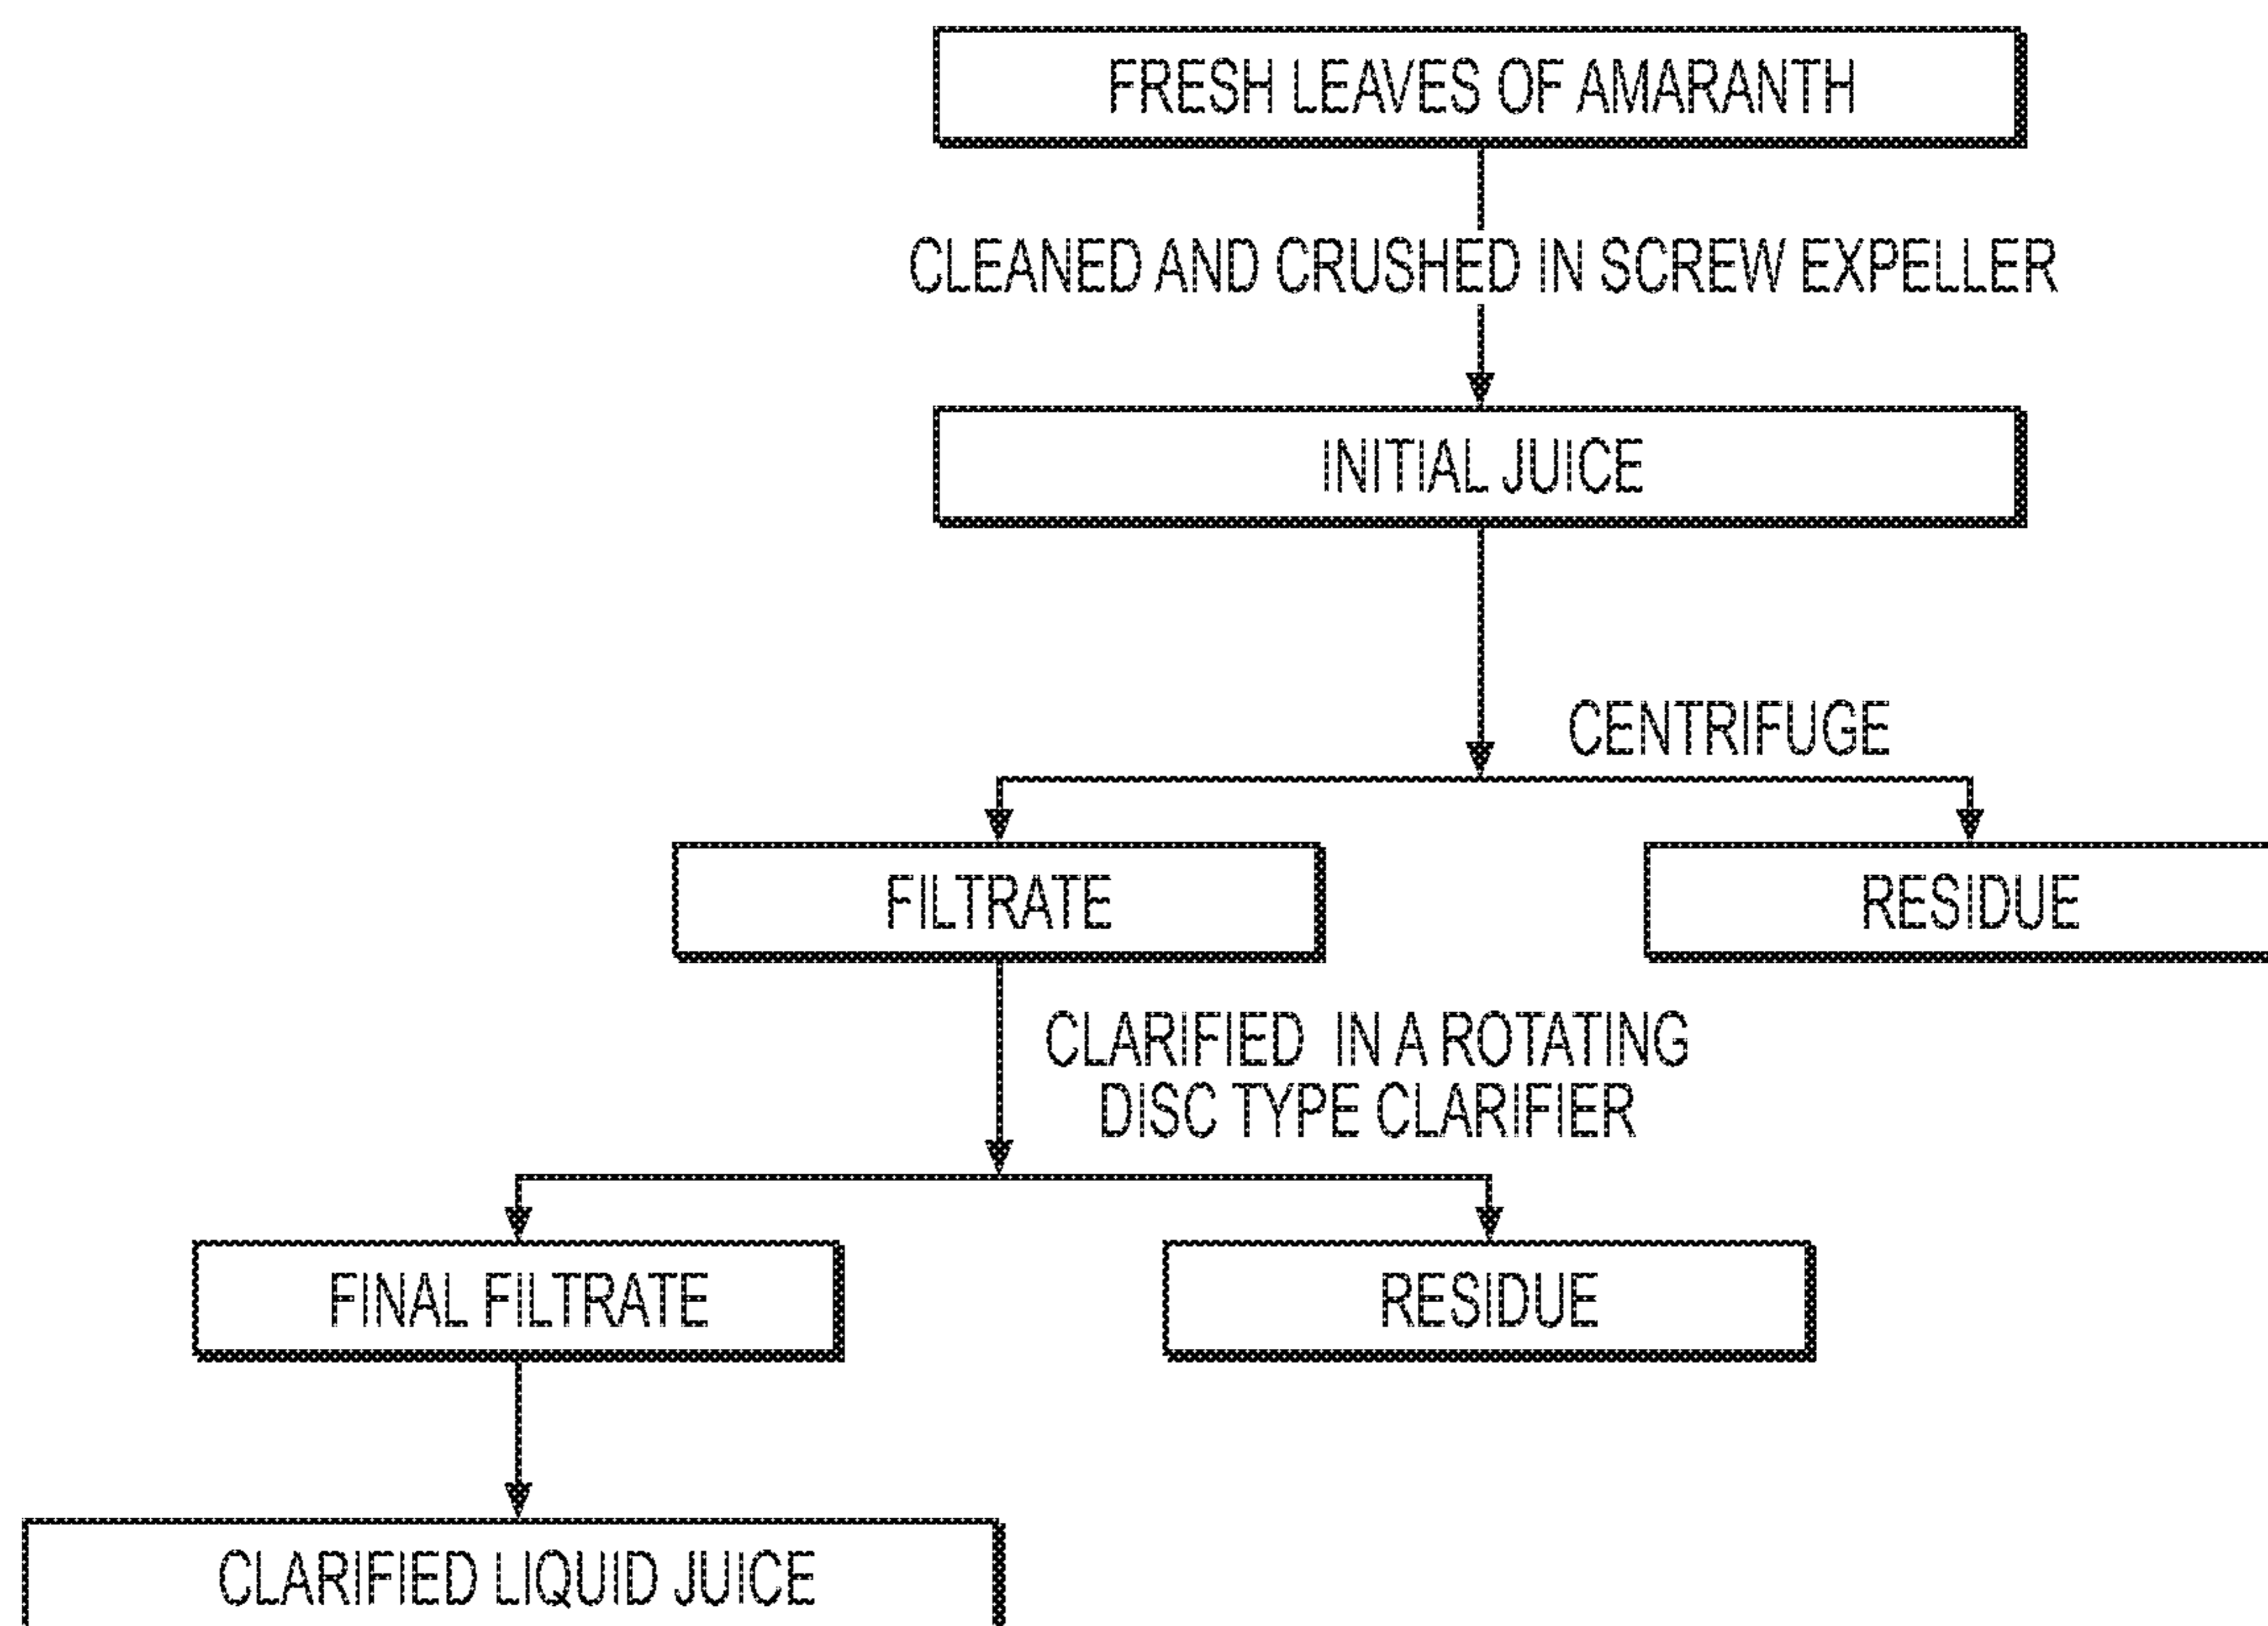 FRESH LEAVES OF AMARANTH
CLEANED AND CRUSHED IN SCREW EXPELLER
INITIAL JUICE
CENTRIFUGE
FILTRATE
RESIDUE
CLARIFIED IN A ROTATING
DISC TYPE CLARIFIER
FINAL FILTRATE
RESIDUE
CLARIFIED LIQUID JUICE